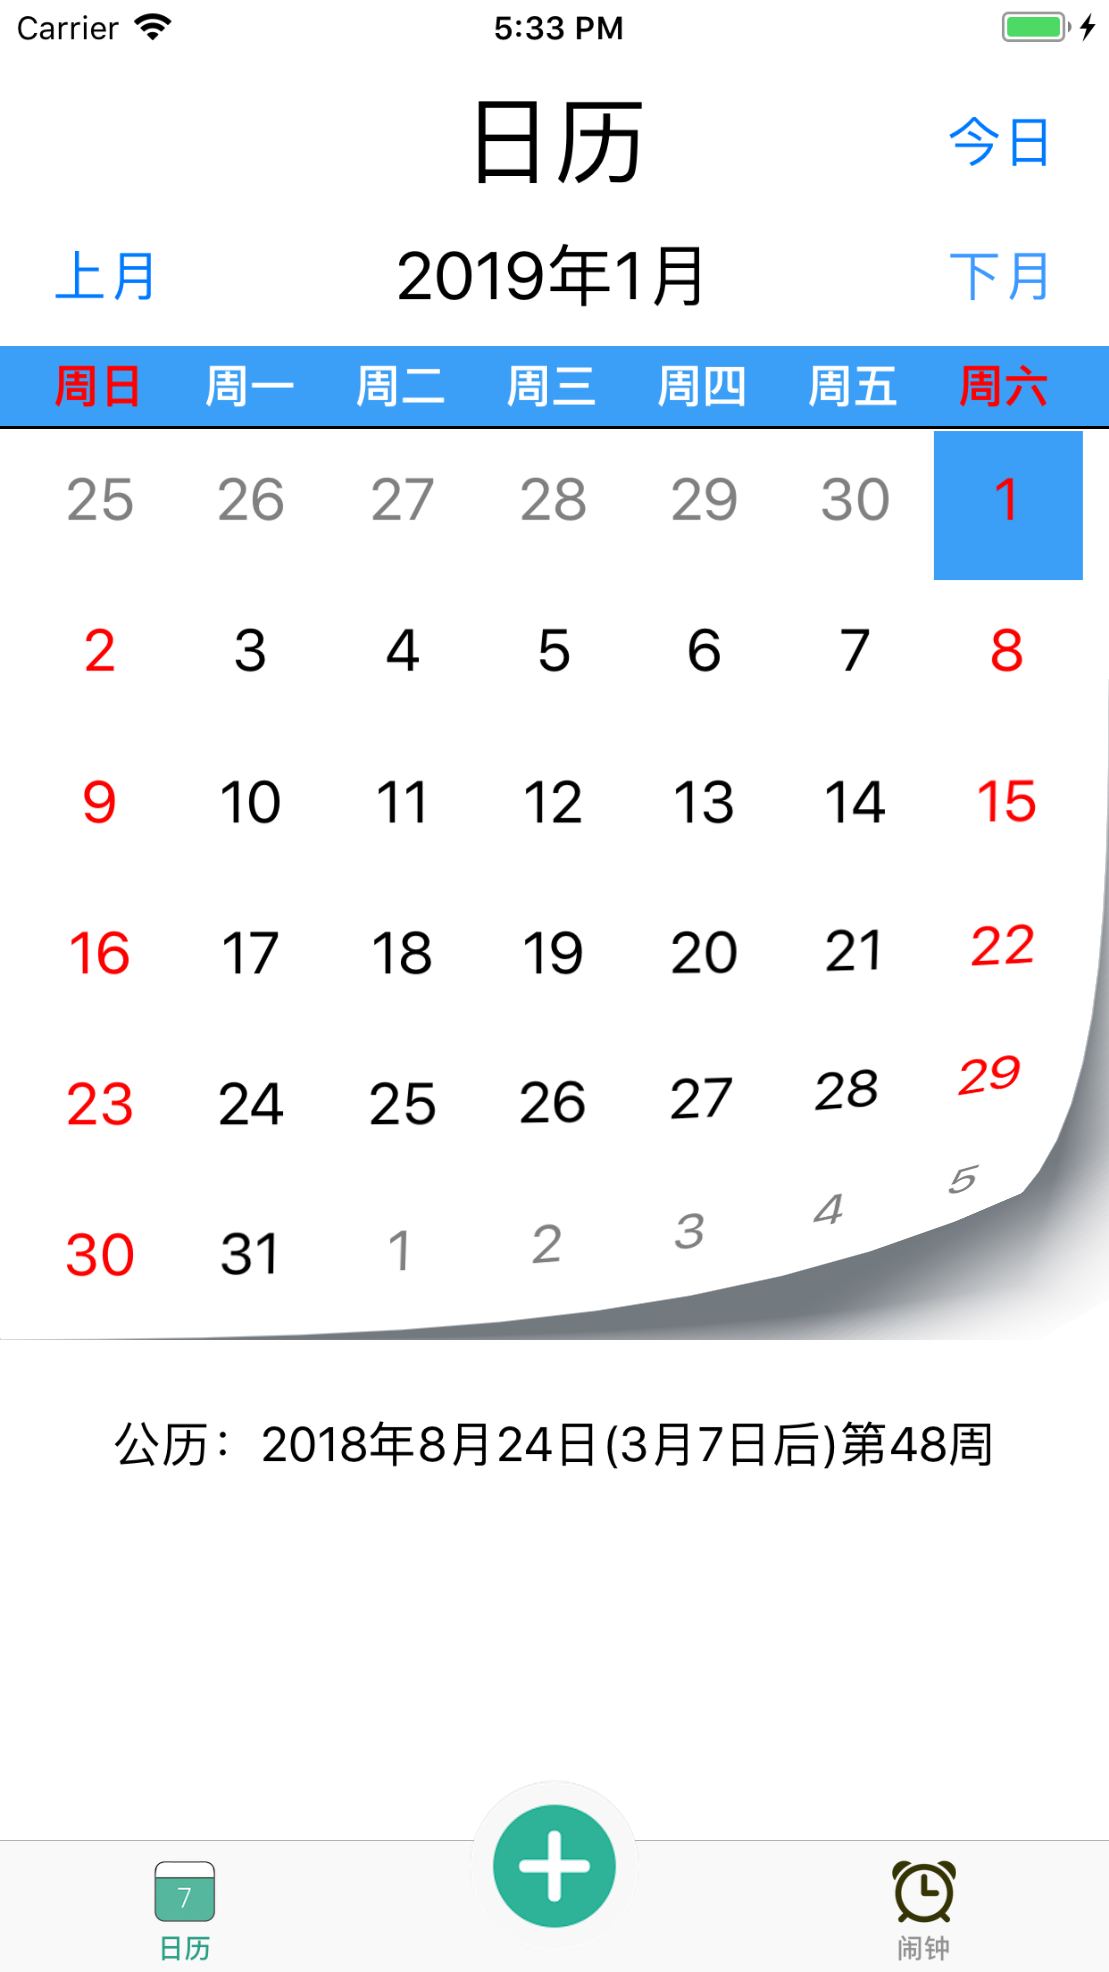 Carrier 5:33 PM
日历 今日
上月 2019年1月 下月
周日 周一 周二 周三 周四 周五 周六
25 26 27 28 29 30 1
2 3 4 5 6 7 8
9 10 11 12 13 14 15
16 17 18 19 20 21 22
23 24 25 26 27 28 29
30 31 1 2 3 4 5
公历：2018年8月24日(3月7日后)第48周
7
日历 闹钟